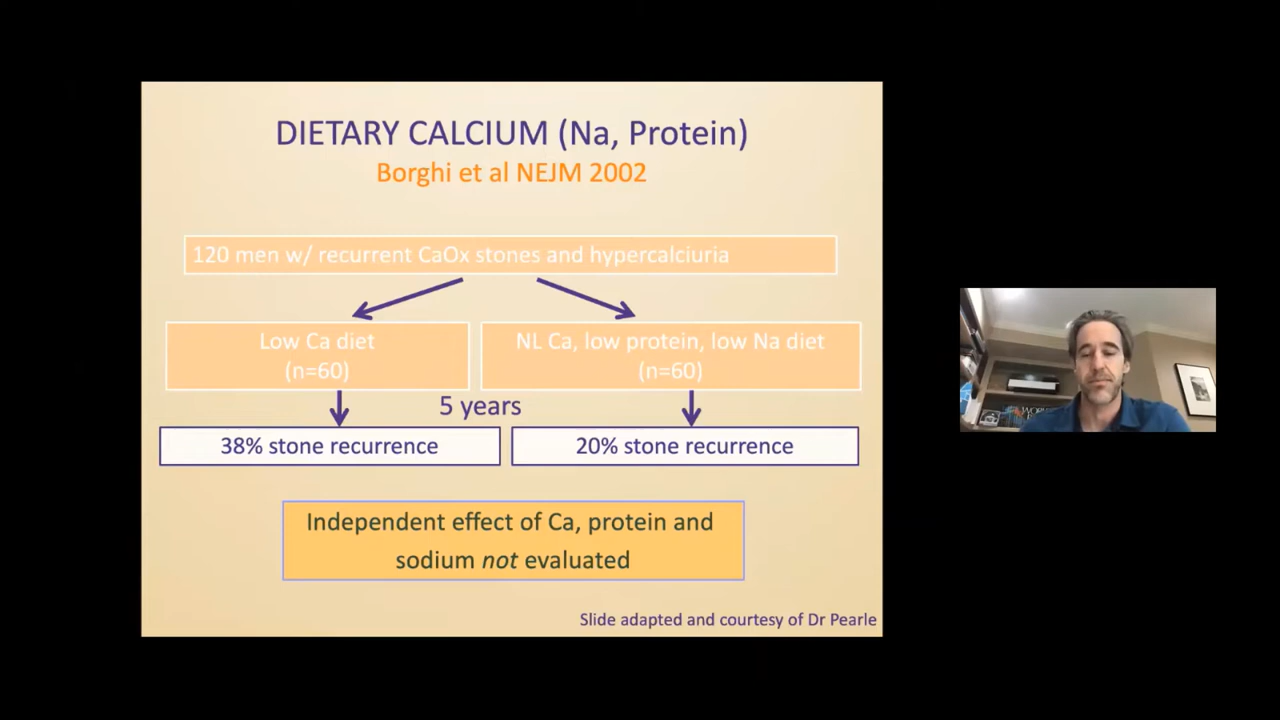 DIETARY CALCIUM (Na, Protein)
Borghi et al NEJM 2002
120 men w/ recurrent CaOx stones and hypercalciuria
Low Ca diet
(n=60)
NL Ca, low protein, low Na diet
(n=60)
5 years
38% stone recurrence
20% stone recurrence
Independent effect of Ca, protein and
sodium not evaluated
Slide adapted and courtesy of Dr Pearle